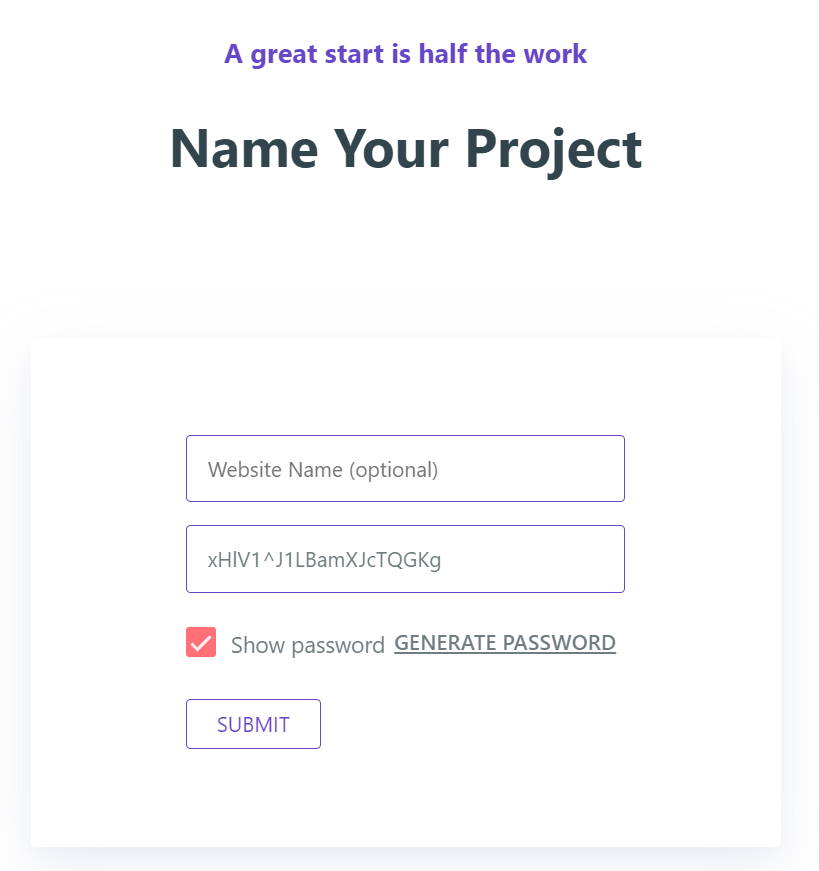 A great start is half the work
Name Your Project
Website Name (optional)
xHlV1^J1LBamXJcTQGKg
Show password GENERATE PASSWORD
SUBMIT